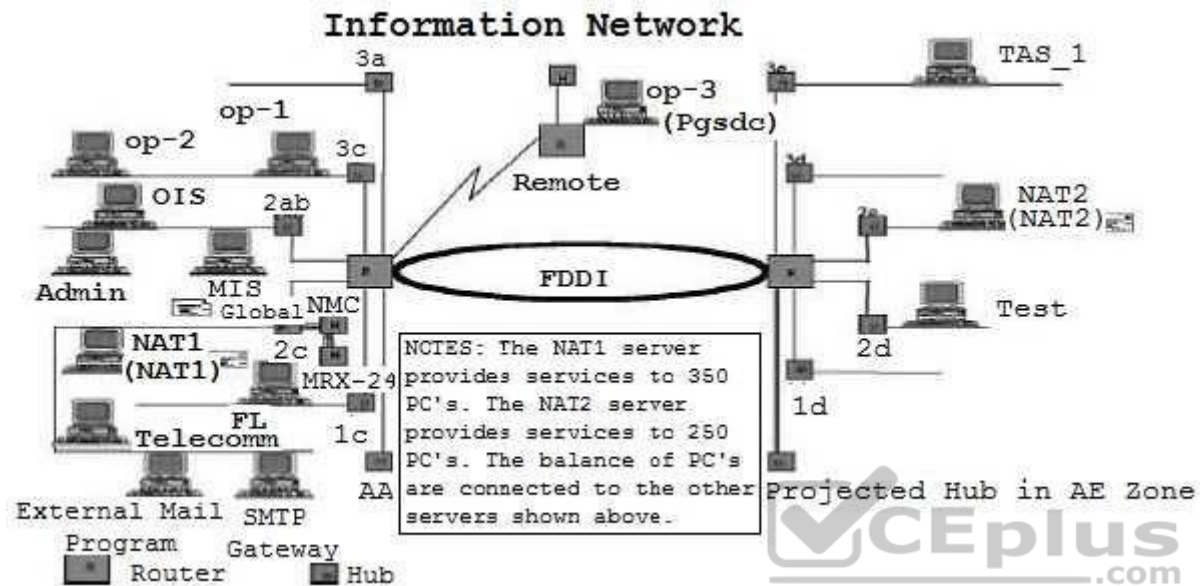 Information Network
3a
TAS_1
op-1
op-2
op-3
(Pgsdc)
3c
3d
Remote
OIS
2ab
NAT2
(NAT2)
Admin
MIS
FDDI
Global
NMC
Test
NAT1
(NAT1)
2c
2d
MRX-24
NOTES: The NAT1 server
provides services to 350
PC's. The NAT2 server
provides services to 250
PC's. The balance of PC's
are connected to the other
servers shown above.
FL
1c
1d
Telecomm
AA
Projected Hub in AE Zone
External Mail
Program
SMTP
Gateway
Router
Hub
CEplus
.com